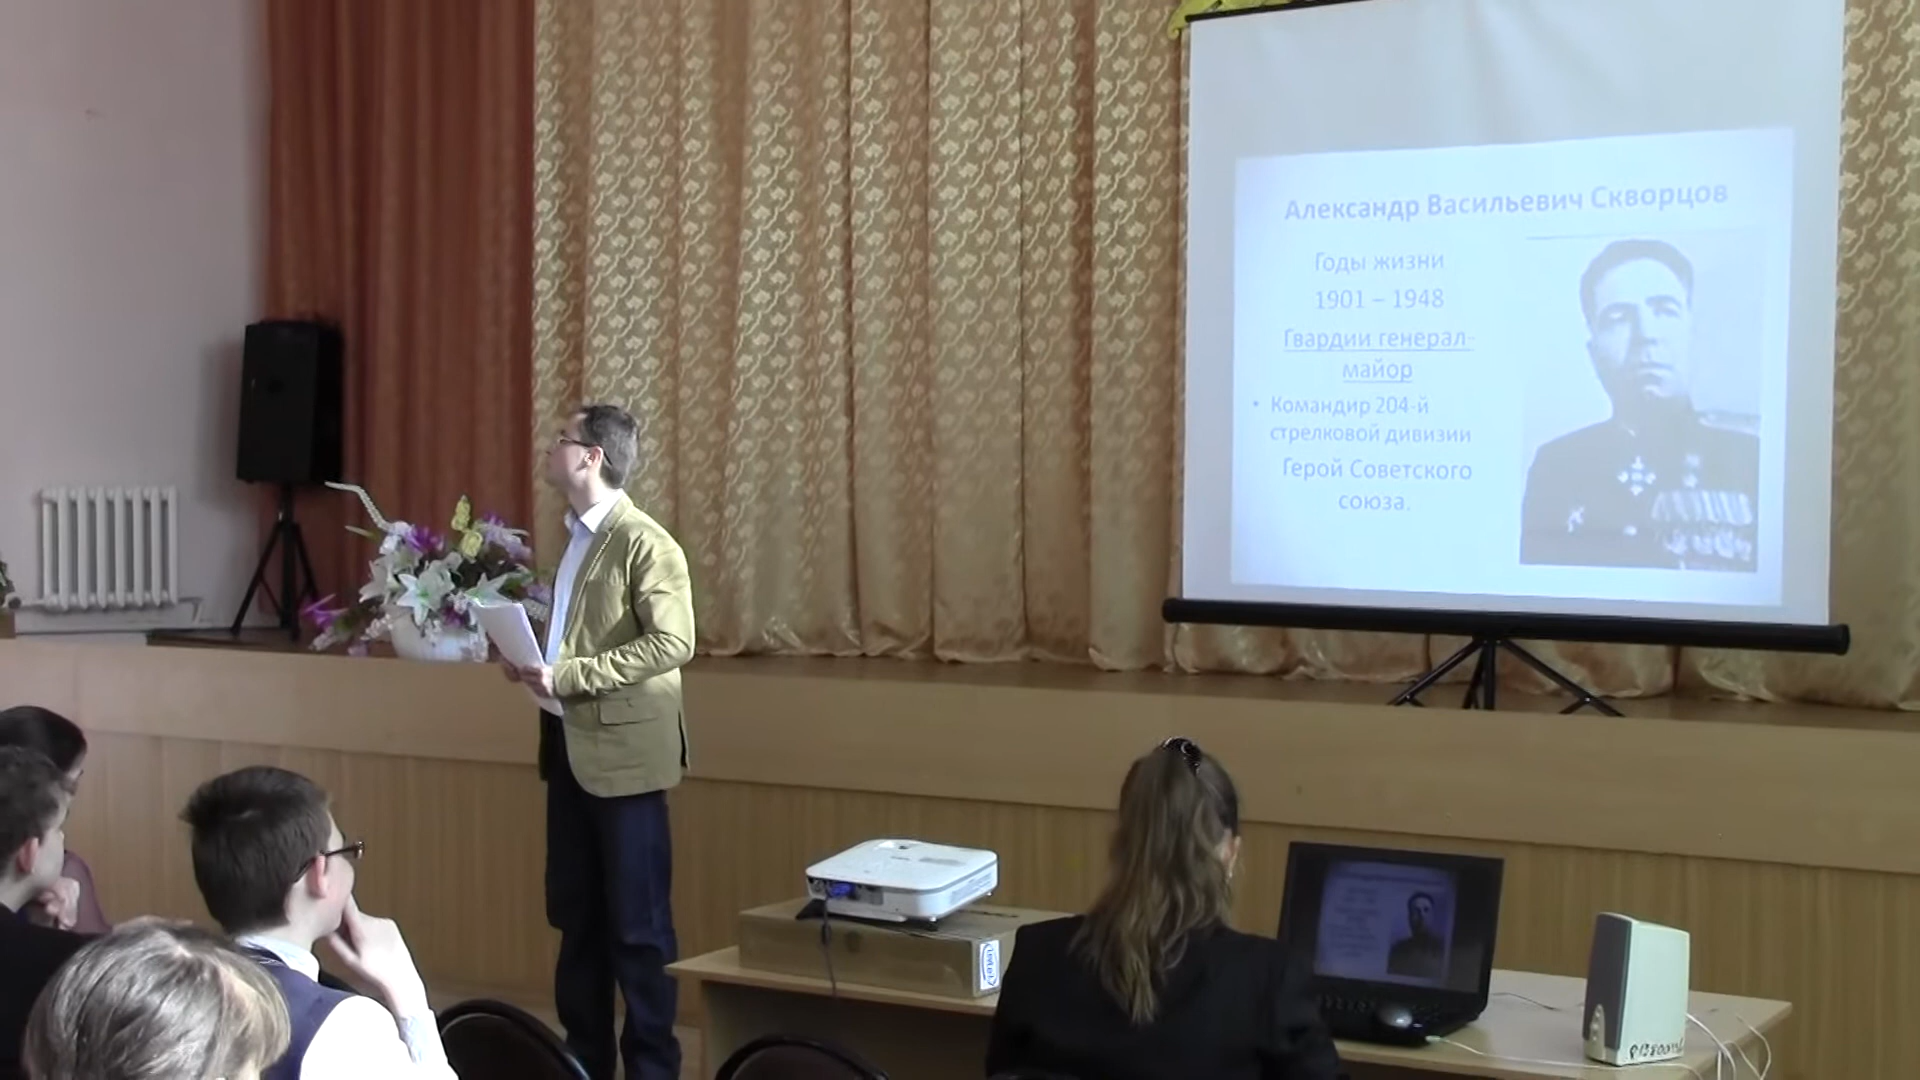 Александр Васильевич Скворцов
Годы жизни
1901 – 1948
Гвардии генерал-
майор
• Командир 204-й
стрелковой дивизии
Герой Советского
союза.